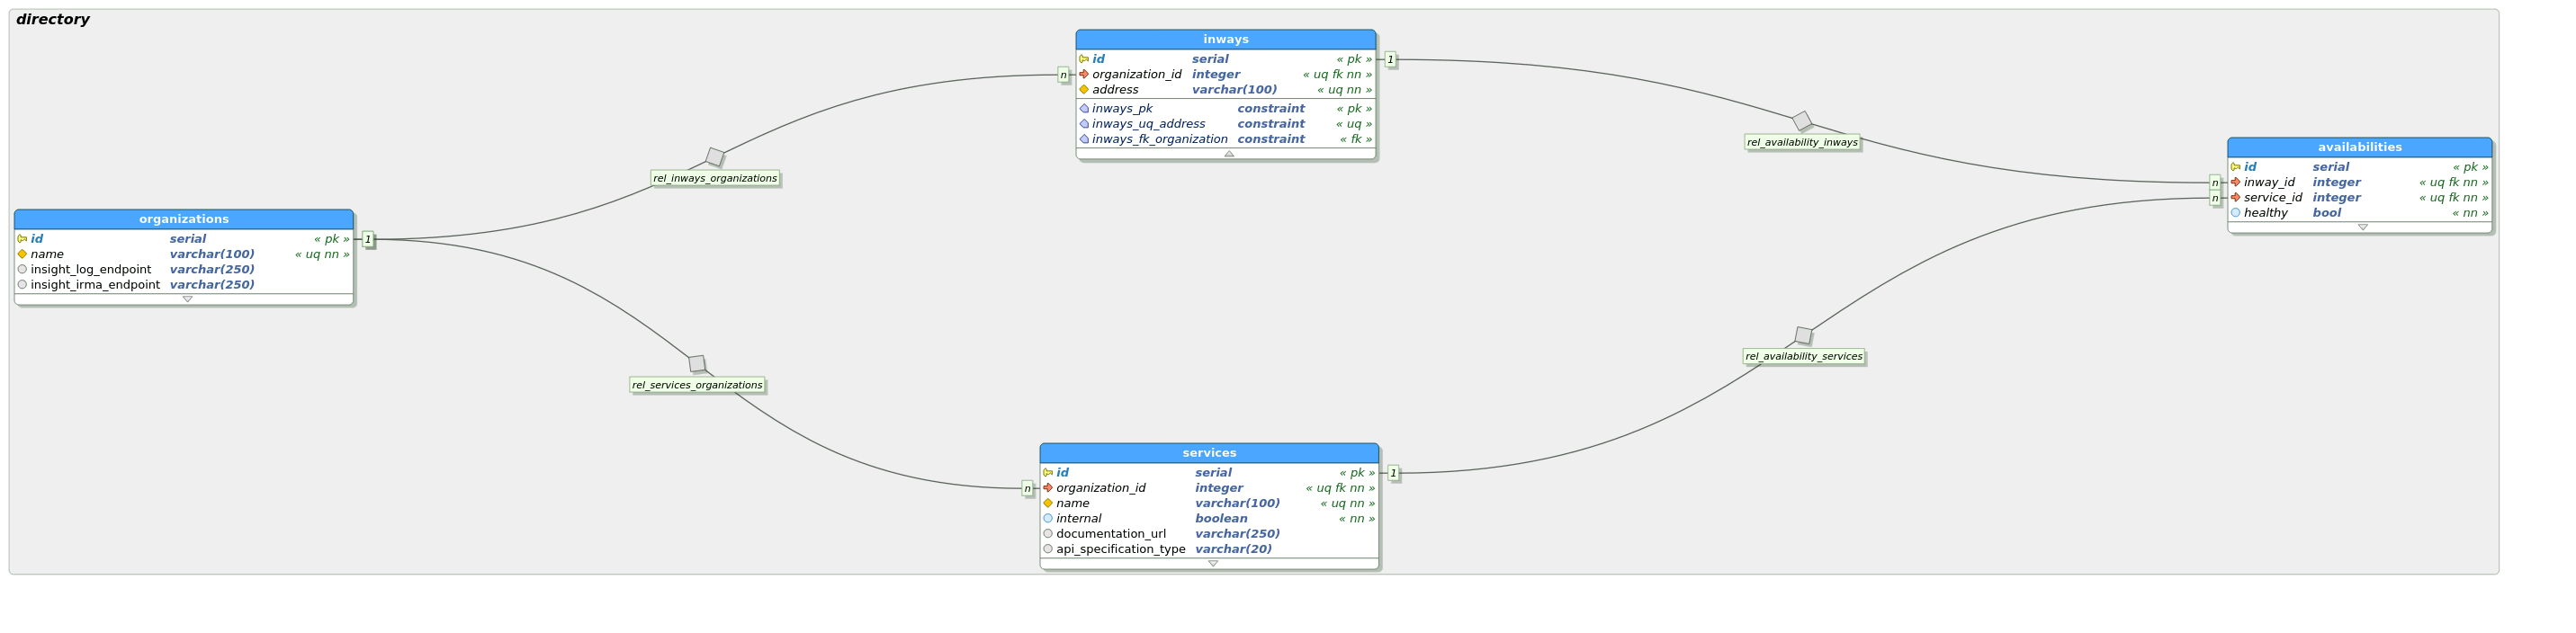 directory
inways
id serial « pk »
organization_id integer « uq fk nn »
address varchar(100) « uq nn »
inways_pk constraint « pk »
inways_uq_address constraint « uq »
inways_fk_organization constraint « fk »
n
1
rel_inways_organizations
rel_availability_inways
availabilities
id serial « pk »
inway_id integer « uq fk nn »
service_id integer « uq fk nn »
healthy bool « nn »
n
n
organizations
id serial « pk »
name varchar(100) « uq nn »
insight_log_endpoint varchar(250)
insight_irma_endpoint varchar(250)
1
rel_services_organizations
rel_availability_services
services
id serial « pk »
organization_id integer « uq fk nn »
name varchar(100) « uq nn »
internal boolean « nn »
documentation_url varchar(250)
api_specification_type varchar(20)
n
1